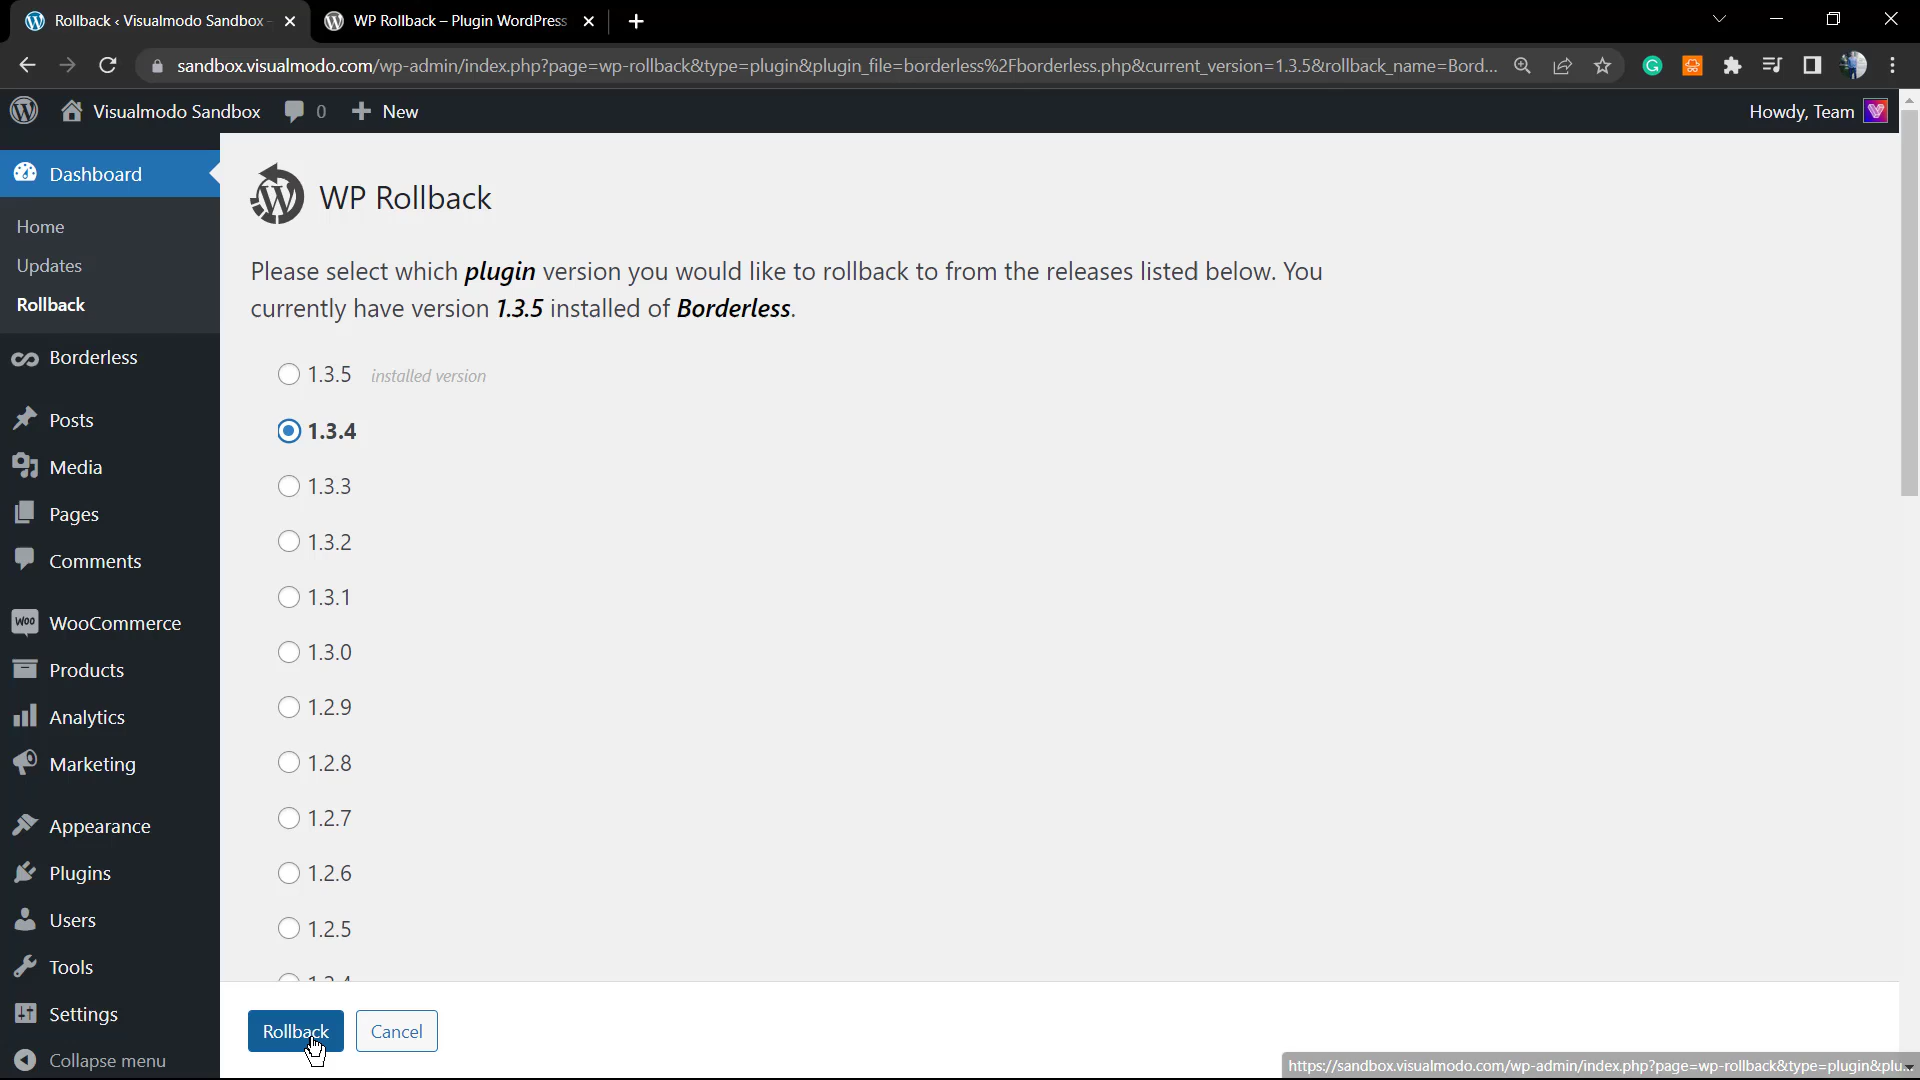 Rollback ‹ Visualmodo Sandbox –
WP Rollback – Plugin WordPress
sandbox.visualmodo.com/wp-admin/index.php?page=wp-rollback&type=plugin&plugin_file=borderless%2Fborderless.php&current_version=1.3.5&rollback_name=Bord...
Visualmodo Sandbox 0 New
Howdy, Team
Dashboard
Home
Updates
Rollback
Borderless
Posts
Media
Pages
Comments
Woo WooCommerce
Products
Analytics
Marketing
Appearance
Plugins
Users
Tools
Settings
Collapse menu
WP Rollback
Please select which plugin version you would like to rollback to from the releases listed below. You
currently have version 1.3.5 installed of Borderless.
1.3.5 installed version
1.3.4
1.3.3
1.3.2
1.3.1
1.3.0
1.2.9
1.2.8
1.2.7
1.2.6
1.2.5
Rollback Cancel
https://sandbox.visualmodo.com/wp-admin/index.php?page=wp-rollback&type=plugin&plu...